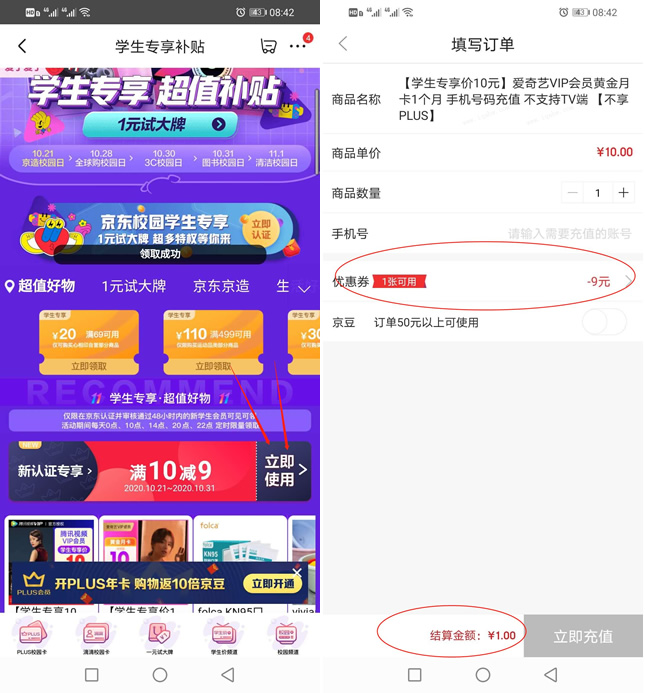 HD B 4G 4G 43 08:42
学生专享补贴 4
学生专享 超值补贴
1元试大牌
10.21 10.28 10.30 10.31 11.1
京造校园日 全球购校园日 3C校园日 图书校园日 清洁校园日
京东校园学生专享
1元试大牌 超多特权等你来
立即
认证
领取成功
超值好物 1元试大牌 京东京造 生
学生专享 学生专享 学生专享
¥20 满69可用 ¥110 满499可用
立即领取 立即领取
RECOMMEND
学生专享·超值好物
仅限在京东认证并审核通过48小时内的新学生会员可见可领
活动期间每天0点、10点、14点、20点、22点 定时限量领取
NEW
新认证专享 满10减9
2020.10.21~2020.10.31
立即
使用
腾讯视频
VIP会员
学生专享价
黄金月卡
folca
KN95
PLUS会员
开PLUS年卡 购物返10倍京豆 立即开通
【学生专享10 【学生专享价1 folca KN95口
PLUS校园卡 清清校园卡 一元试大牌 学生价频道 校园频道
HD B 4G 4G 43 08:42
填写订单
商品名称 【学生专享价10元】爱奇艺VIP会员黄金月
卡1个月 手机号码充值 不支持TV端 【不享
PLUS】
商品单价 ¥10.00
商品数量 1
手机号 请输入需要充值的账号
优惠券 1张可用 -9元
京豆 订单50元以上可使用
结算金额：¥1.00 立即充值